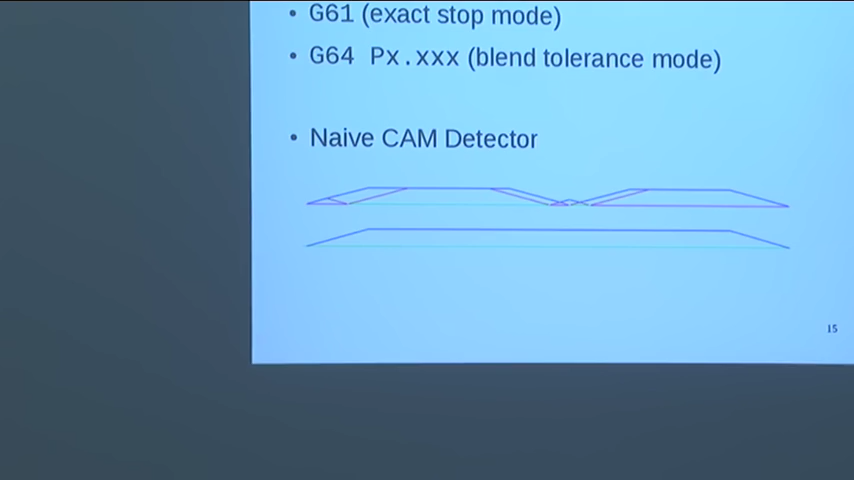 • G61 (exact stop mode)
• G64 Px.xxx (blend tolerance mode)
• Naive CAM Detector
15